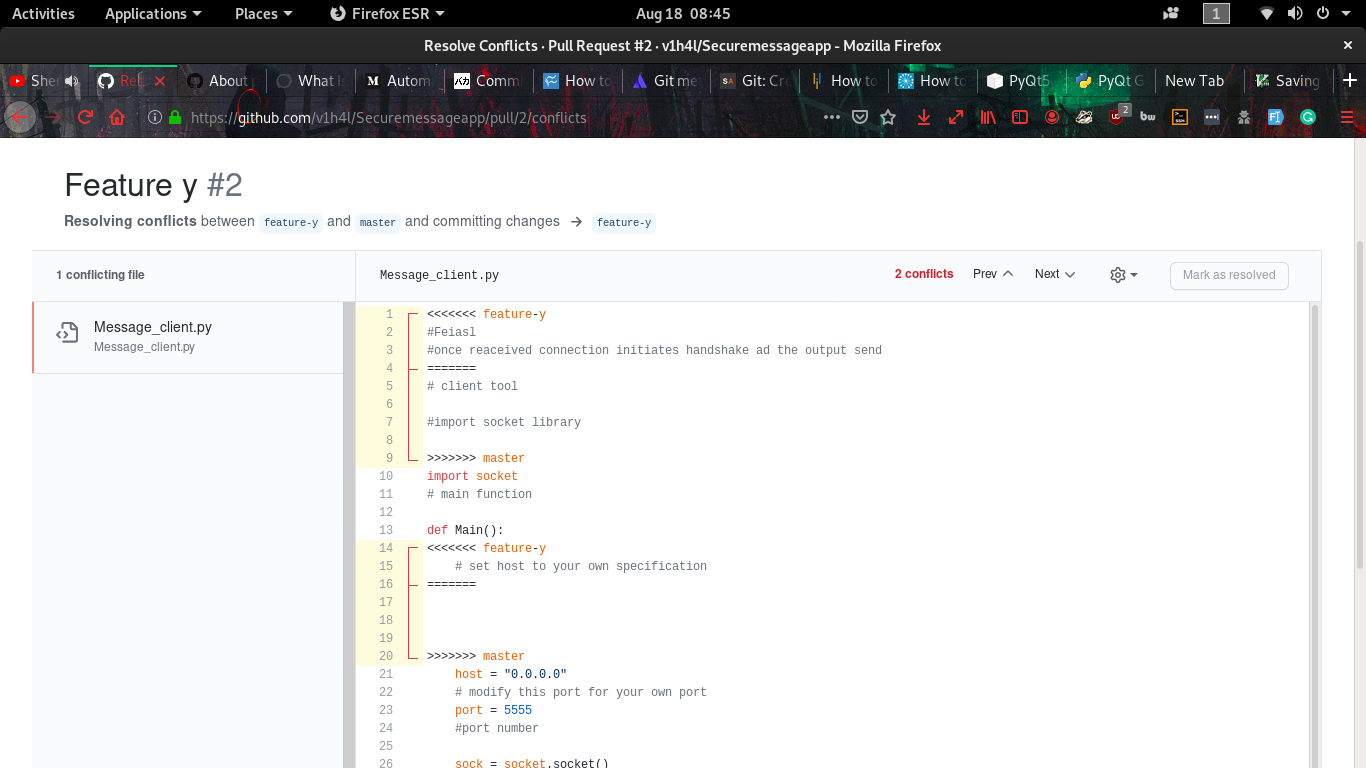 Activities Applications Places Firefox ESR Aug 18 08:45 1
Resolve Conflicts · Pull Request #2 · v1h4l/Securemessageapp - Mozilla Firefox
She Res About What I Autom Comm How to Git me Git: Cre How to How to PyQt5 PyQt G New Tab Saving
https://github.com/v1h4l/Securemessageapp/pull/2/conflicts 2
Feature y #2
Resolving conflicts between feature-y and master and committing changes → feature-y
1 conflicting file
Message_client.py 2 conflicts Prev Next Mark as resolved
Message_client.py
Message_client.py
1 <<<<<<< feature-y
2 #Feiasl
3 #once reaceived connection initiates handshake ad the output send
4 =======
5 # client tool
6
7 #import socket library
8
9 >>>>>>> master
10 import socket
11 # main function
12
13 def Main():
14 <<<<<<< feature-y
15 # set host to your own specification
16 =======
17
18
19
20 >>>>>>> master
21 host = "0.0.0.0"
22 # modify this port for your own port
23 port = 5555
24 #port number
25
26 sock = socket.socket()